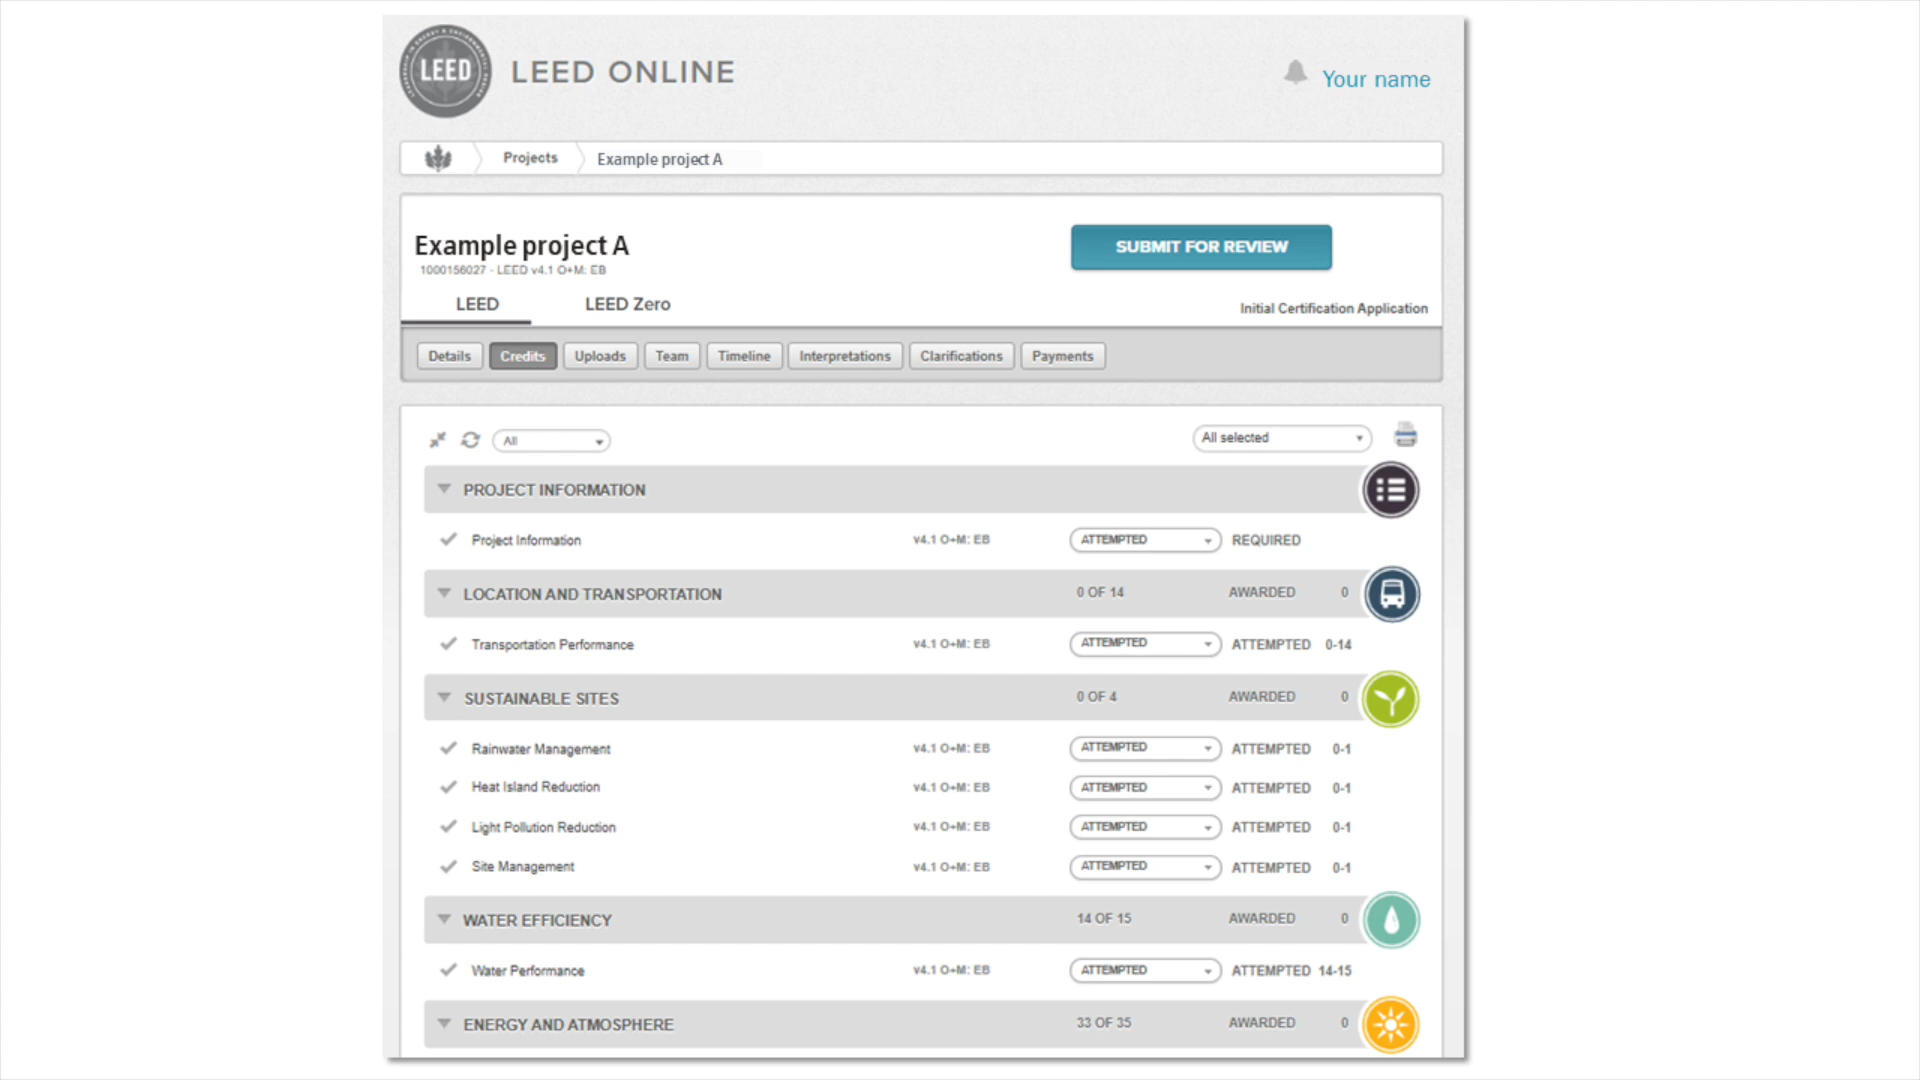 LEED
LEED ONLINE
Your name
Projects
Example project A
Example project A
SUBMIT FOR REVIEW
1000156027 - LEED v4.1 O+M: EB
LEED
LEED Zero
Initial Certification Application
Details
Credits
Uploads
Team
Timeline
Interpretations
Clarifications
Payments
All
All selected
PROJECT INFORMATION
Project Information v4.1 O+M: EB ATTEMPTED REQUIRED
LOCATION AND TRANSPORTATION 0 OF 14 AWARDED 0
Transportation Performance v4.1 O+M: EB ATTEMPTED ATTEMPTED 0-14
SUSTAINABLE SITES 0 OF 4 AWARDED 0
Rainwater Management v4.1 O+M: EB ATTEMPTED ATTEMPTED 0-1
Heat Island Reduction v4.1 O+M: EB ATTEMPTED ATTEMPTED 0-1
Light Pollution Reduction v4.1 O+M: EB ATTEMPTED ATTEMPTED 0-1
Site Management v4.1 O+M: EB ATTEMPTED ATTEMPTED 0-1
WATER EFFICIENCY 14 OF 15 AWARDED 0
Water Performance v4.1 O+M: EB ATTEMPTED ATTEMPTED 14-15
ENERGY AND ATMOSPHERE 33 OF 35 AWARDED 0